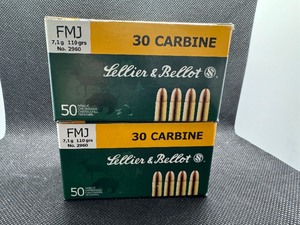 FMJ
7,1g 110 grs
No. 2960
30 CARBINE
Sellier & Bellot
50
FMJ
7,1g 110 grs
No. 2960
30 CARBINE
Sellier & Bellot
50